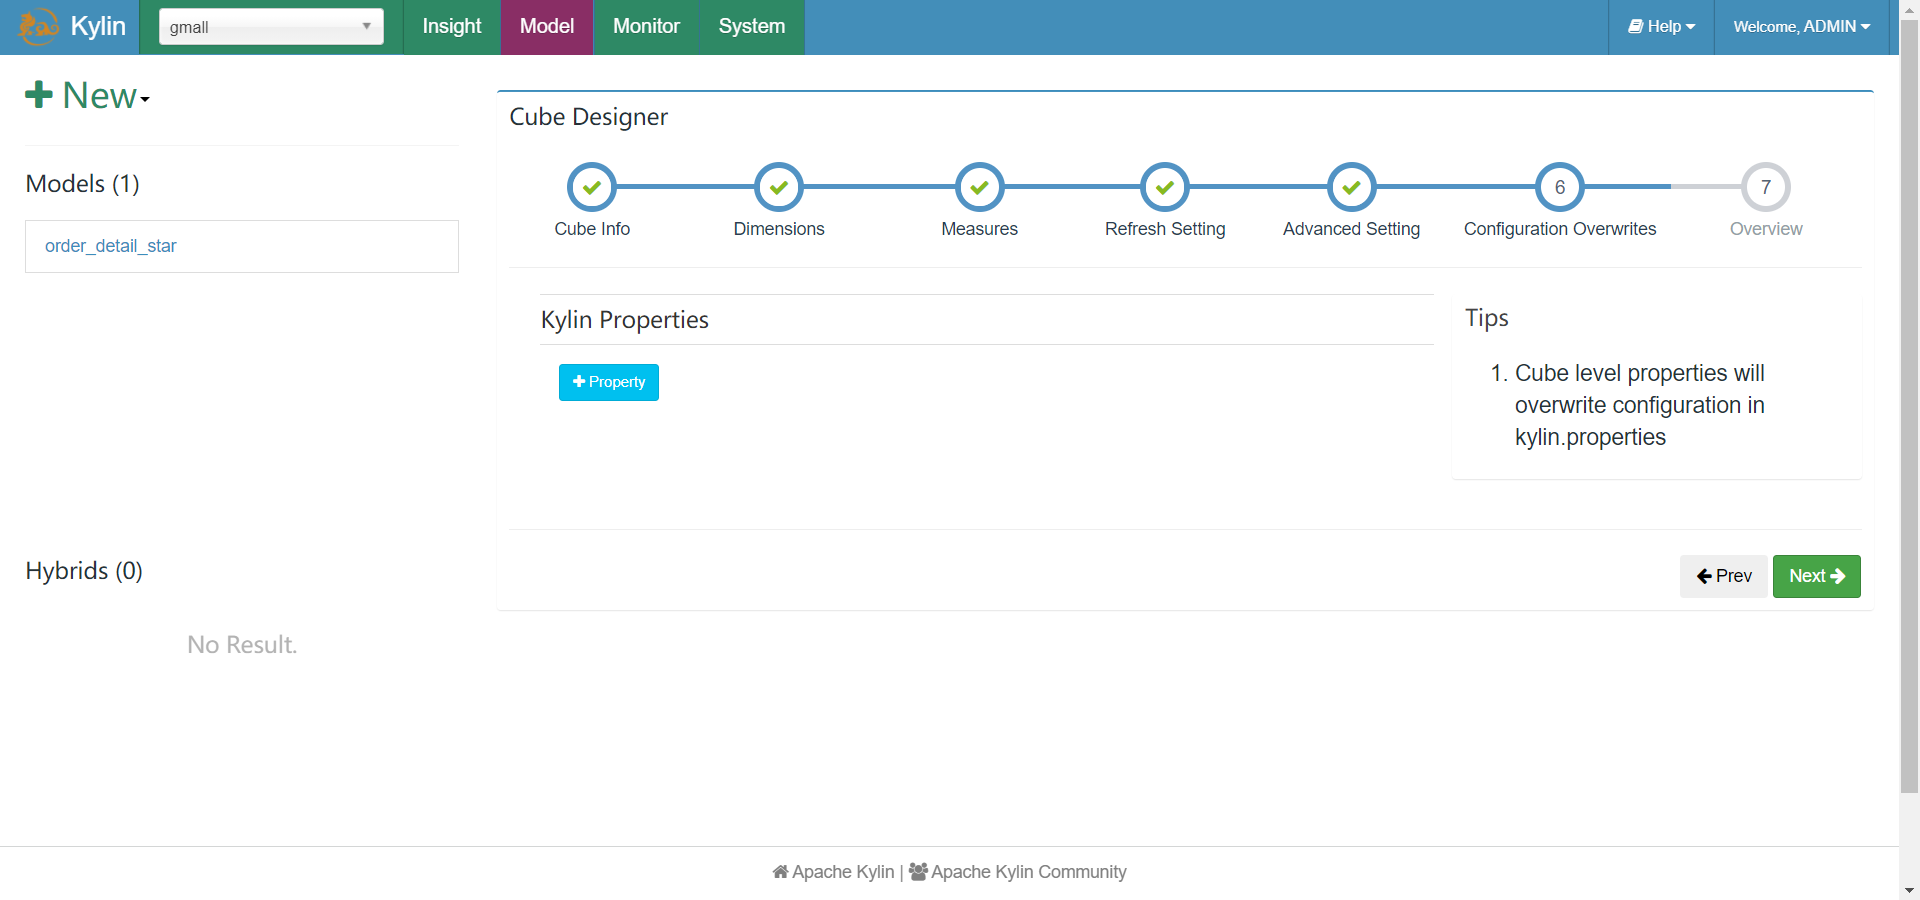 Kylin
gmall
Insight
Model
Monitor
System
Help
Welcome, ADMIN
New
Models (1)
order_detail_star
Hybrids (0)
No Result.
Cube Designer
Cube Info
Dimensions
Measures
Refresh Setting
Advanced Setting
6
Configuration Overwrites
7
Overview
Kylin Properties
Property
Tips
1. Cube level properties will
overwrite configuration in
kylin.properties
Prev
Next
Apache Kylin | Apache Kylin Community